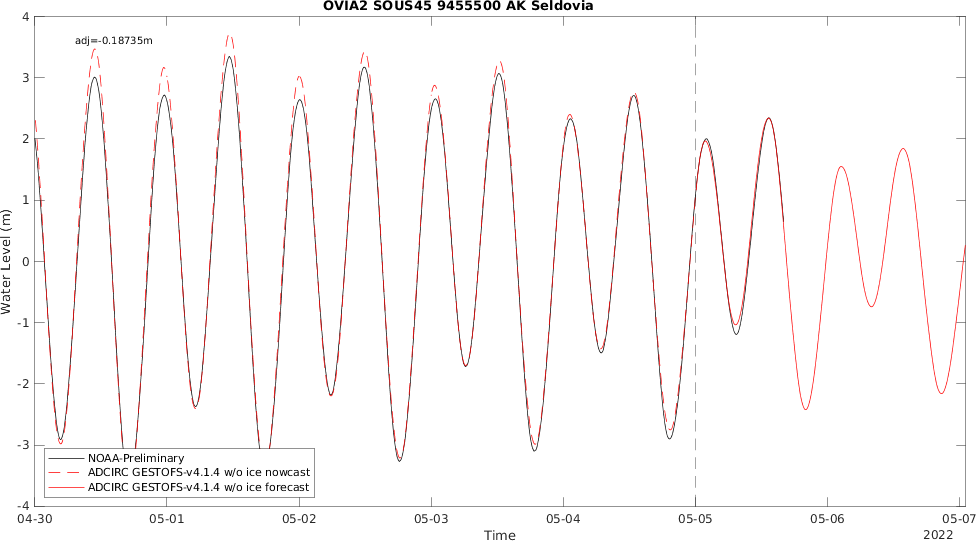 OVIA2 SOUS45 9455500 AK Seldovia
adj=-0.18735m
4
3
2
1
0
-1
-2
-3
-4
Water Level (m)
NOAA-Preliminary
ADCIRC GESTOFS-v4.1.4 w/o ice nowcast
ADCIRC GESTOFS-v4.1.4 w/o ice forecast
04-30 05-01 05-02 05-03 05-04 05-05 05-06 05-07
Time
2022